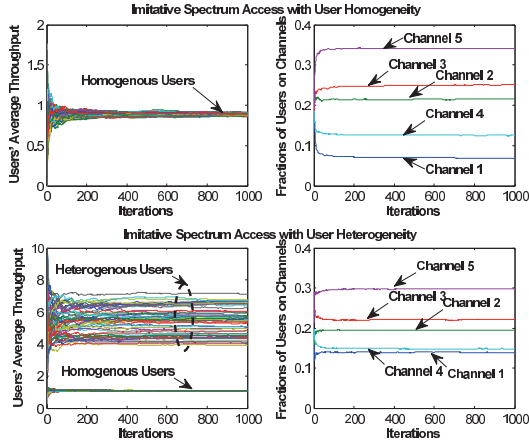 Imitative Spectrum Access with User Homogeneity
Users' Average Throughput
2
1.5
1
0.5
0
Homogenous Users
0 200 400 600 800 1000
Iterations
Fractions of Users on Channels
0.4
0.3
0.2
0.1
0
Channel 5
Channel 3
Channel 2
Channel 4
Channel 1
0 200 400 600 800 1000
Iterations
Imitative Spectrum Access with User Heterogeneity
Users' Average Throughput
10
8
6
4
2
0
Heterogenous Users
Homogenous Users
0 200 400 600 800 1000
Iterations
Fractions of Users on Channels
0.4
0.3
0.2
0.1
0
Channel 5
Channel 3
Channel 2
Channel 4
Channel 1
0 200 400 600 800 1000
Iterations